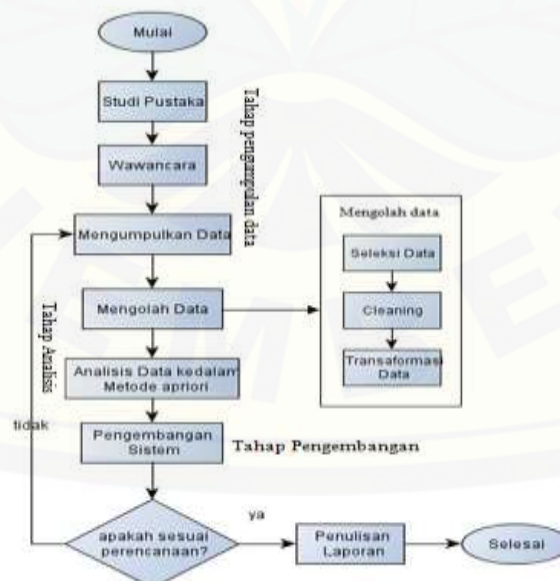 Mulai
Studi Pustaka
Tahap pengumpulan data
Wawancara
Mengumpulkan Data
Mengolah data
Seleksi Data
Cleaning
Transaformasi
Data
Mengolah Data
Tahap Analisis
Analisis Data kedalam
Metode apriori
Pengembangan
Sistem
Tahap Pengembangan
tidak
apakah sesuai
perencanaan?
ya
Penulisan
Laporan
Selesai